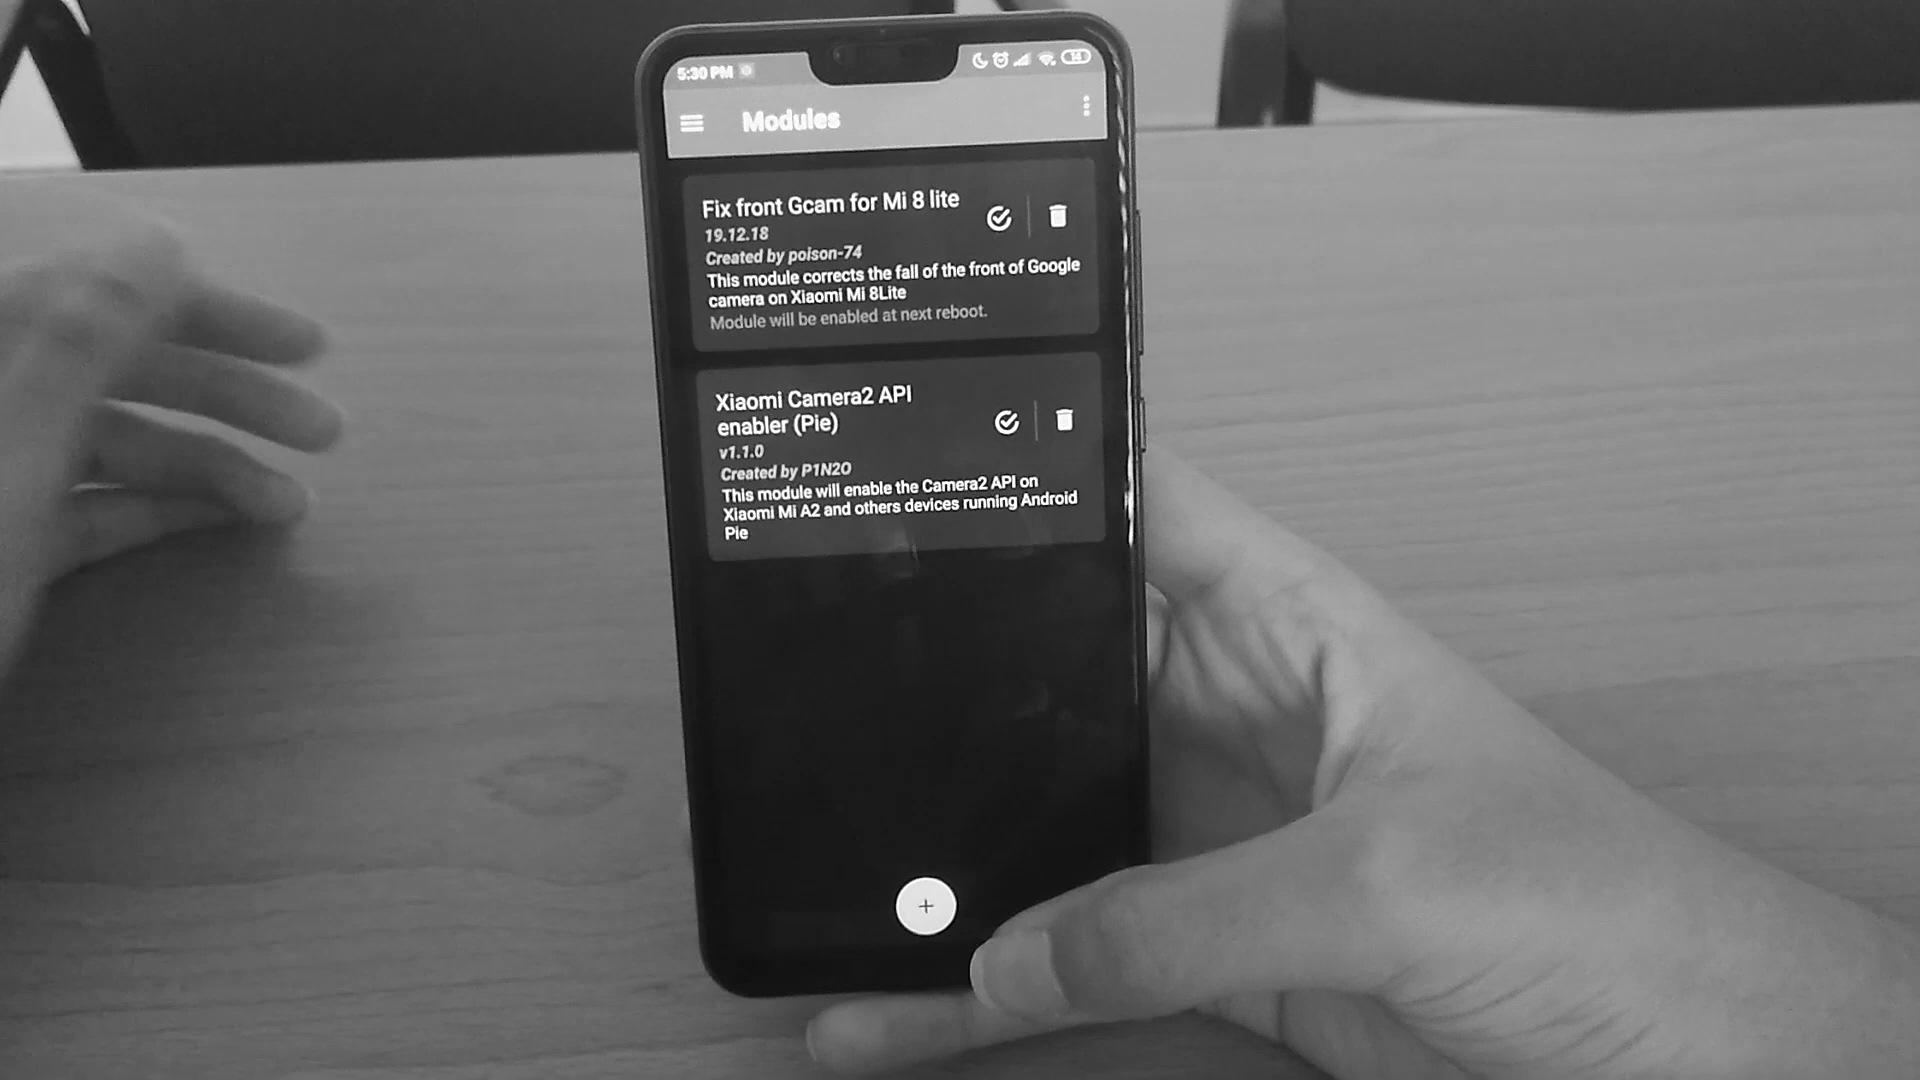 5:30 PM
14
Modules
Fix front Gcam for Mi 8 lite
19.12.18
Created by poison-74
This module corrects the fall of the front of Google
camera on Xiaomi Mi 8Lite
Module will be enabled at next reboot.
Xiaomi Camera2 API
enabler (Pie)
v1.1.0
Created by P1N2O
This module will enable the Camera2 API on
Xiaomi Mi A2 and others devices running Android
Pie